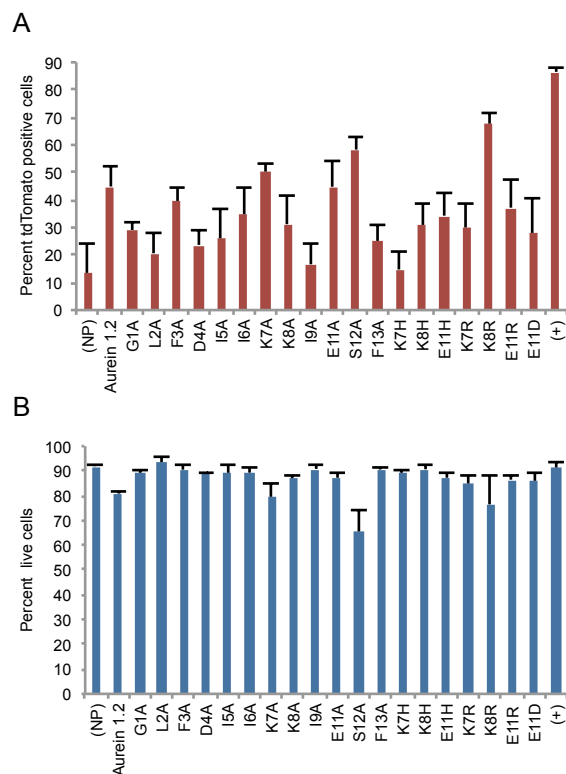 A
Percent tdTomato positive cells
90
80
70
60
50
40
30
20
10
0
(NP)
Aurein 1.2
G1A
L2A
F3A
D4A
I5A
I6A
K7A
K8A
I9A
E11A
S12A
F13A
K7H
K8H
E11H
K7R
K8R
E11R
E11D
(+)
B
Percent live cells
100
90
80
70
60
50
40
30
20
10
0
(NP)
Aurein 1.2
G1A
L2A
F3A
D4A
I5A
I6A
K7A
K8A
I9A
E11A
S12A
F13A
K7H
K8H
E11H
K7R
K8R
E11R
E11D
(+)